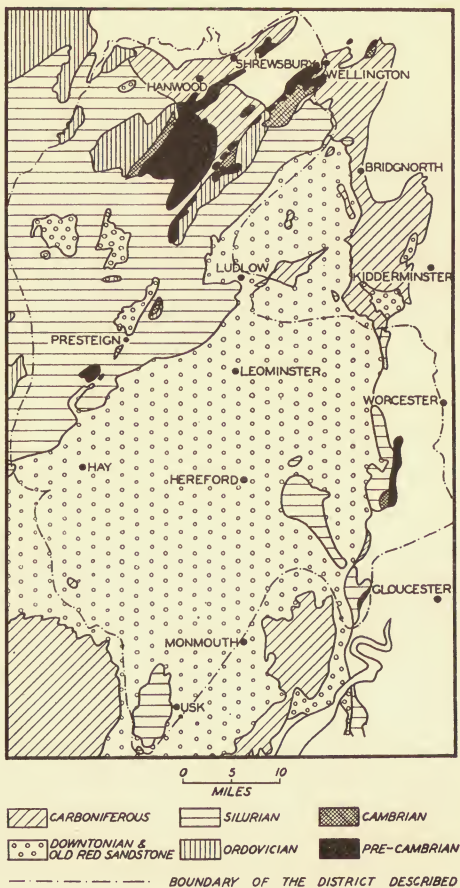 SHREWSBURY
WELLINGTON
HANWOOD
BRIDGNORTH
LUDLOW
KIDDERMINSTER
PRESTEIGN
LEOMINSTER
WORCESTER
HAY
HEREFORD
GLOUCESTER
MONMOUTH
USK
0 5 10
MILES
CARBONIFEROUS SILURIAN CAMBRIAN
DOWNTONIAN &
OLD RED SANDSTONE ORDOVICIAN PRE-CAMBRIAN
BOUNDARY OF THE DISTRICT DESCRIBED